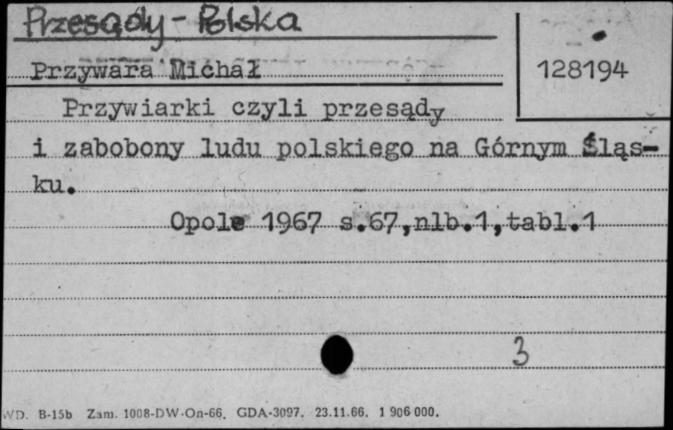 Przesądy - Polska
Przywara Michał
128194
Przywiarki czyli przesądy
i zabobony ludu polskiego na Górnym Śląs-
ku.
Opole 1967 s.67,nlb.1,tabl.1
3
WD. B-15b Zam. 1008-DW-On-66. GDA-3097. 23.11.66. 1 906 000.